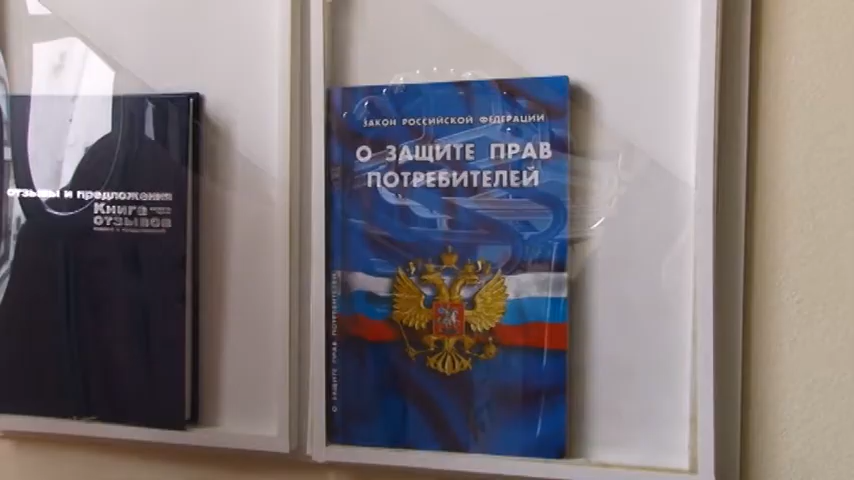 отзывы и предложения
Книга
отзывов
ЗАКОН РОССИЙСКОЙ ФЕДЕРАЦИИ
О ЗАЩИТЕ ПРАВ
ПОТРЕБИТЕЛЕЙ
О ЗАЩИТЕ ПРАВ ПОТРЕБИТЕЛЕЙ